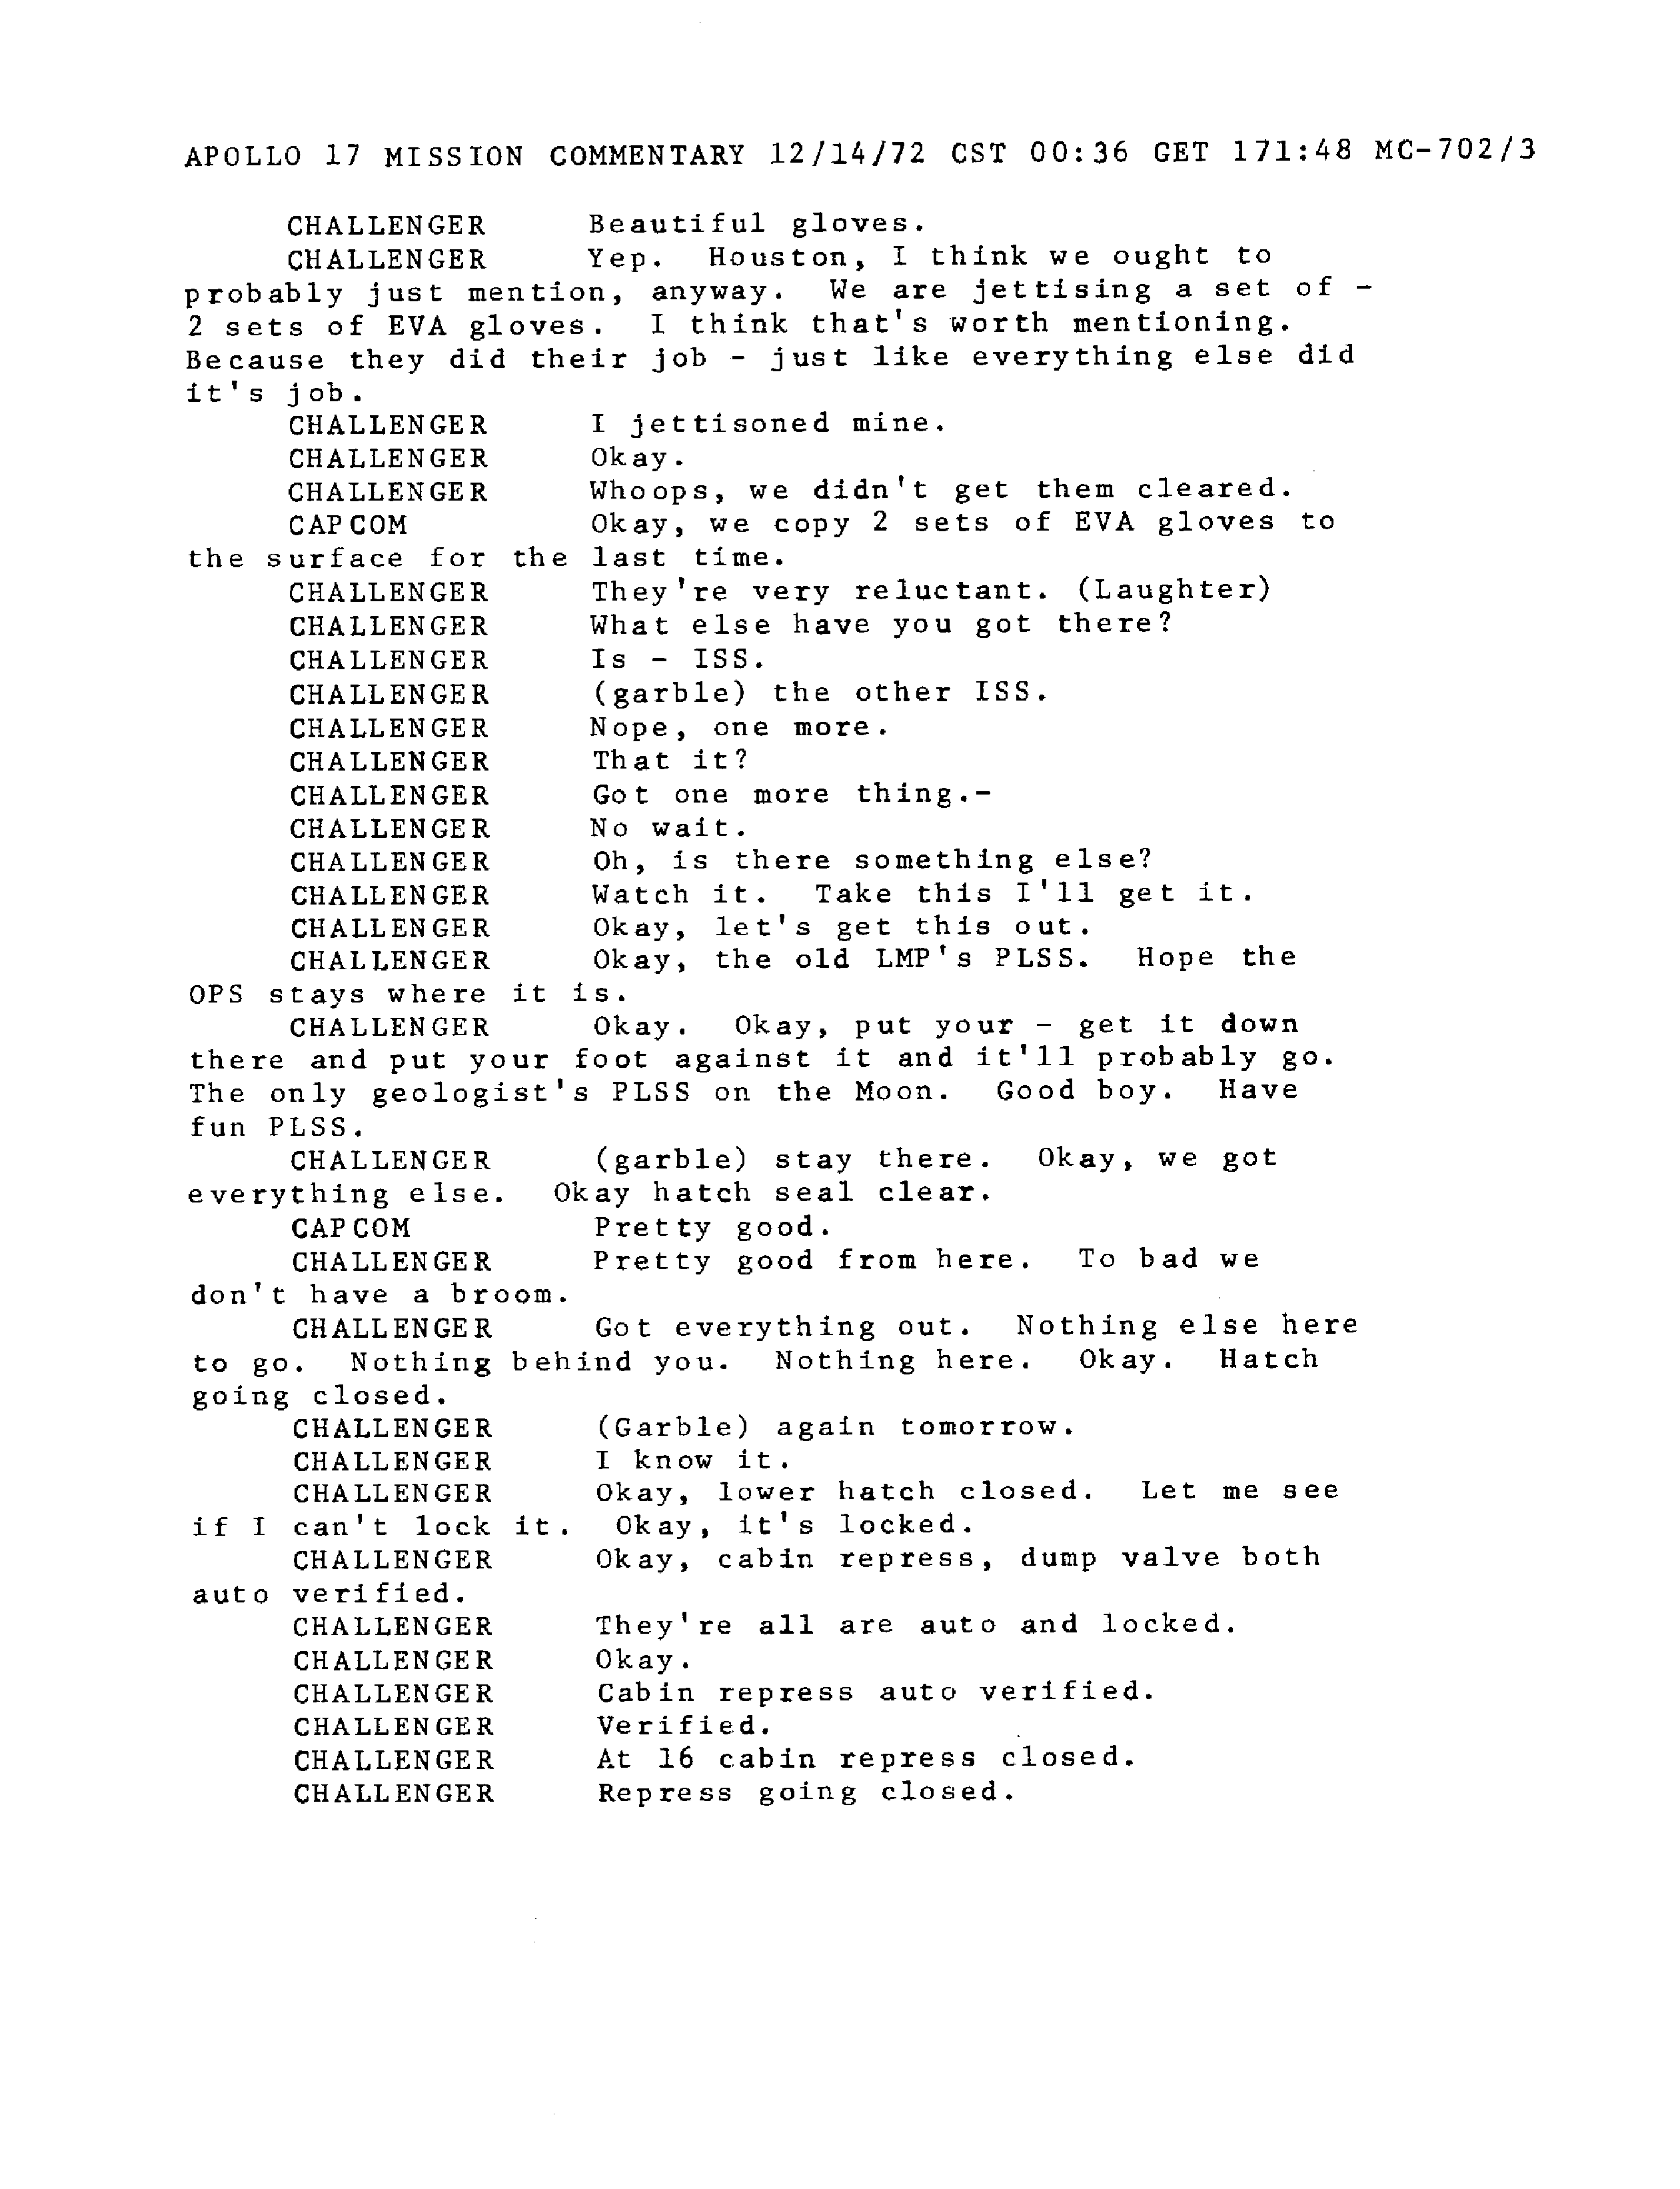 APOLLO 17 MISSION COMMENTARY 12/14/72 CST 00:36 GET 171:48 MC-702/3
CHALLENGER Beautiful gloves.
CHALLENGER Yep. Houston, I think we ought to
probably just mention, anyway. We are jettising a set of -
2 sets of EVA gloves. I think that's worth mentioning.
Because they did their job - just like everything else did
it's job.
CHALLENGER I jettisoned mine.
CHALLENGER Okay.
CHALLENGER Whoops, we didn't get them cleared.
CAPCOM Okay, we copy 2 sets of EVA gloves to
the surface for the last time.
CHALLENGER They're very reluctant. (Laughter)
CHALLENGER What else have you got there?
CHALLENGER Is - ISS.
CHALLENGER (garble) the other ISS.
CHALLENGER Nope, one more.
CHALLENGER That it?
CHALLENGER Got one more thing.-
CHALLENGER No wait.
CHALLENGER Oh, is there something else?
CHALLENGER Watch it. Take this I'll get it.
CHALLENGER Okay, let's get this out.
CHALLENGER Okay, the old LMP's PLSS. Hope the
OPS stays where it is.
CHALLENGER Okay. Okay, put your - get it down
there and put your foot against it and it'll probably go.
The only geologist's PLSS on the Moon. Good boy. Have
fun PLSS.
CHALLENGER (garble) stay there. Okay, we got
everything else. Okay hatch seal clear.
CAPCOM Pretty good.
CHALLENGER Pretty good from here. To bad we
don't have a broom.
CHALLENGER Got everything out. Nothing else here
to go. Nothing behind you. Nothing here. Okay. Hatch
going closed.
CHALLENGER (Garble) again tomorrow.
CHALLENGER I know it.
CHALLENGER Okay, lower hatch closed. Let me see
if I can't lock it. Okay, it's locked.
CHALLENGER Okay, cabin repress, dump valve both
auto verified.
CHALLENGER They're all are auto and locked.
CHALLENGER Okay.
CHALLENGER Cabin repress auto verified.
CHALLENGER Verified.
CHALLENGER At 16 cabin repress closed.
CHALLENGER Repress going closed.